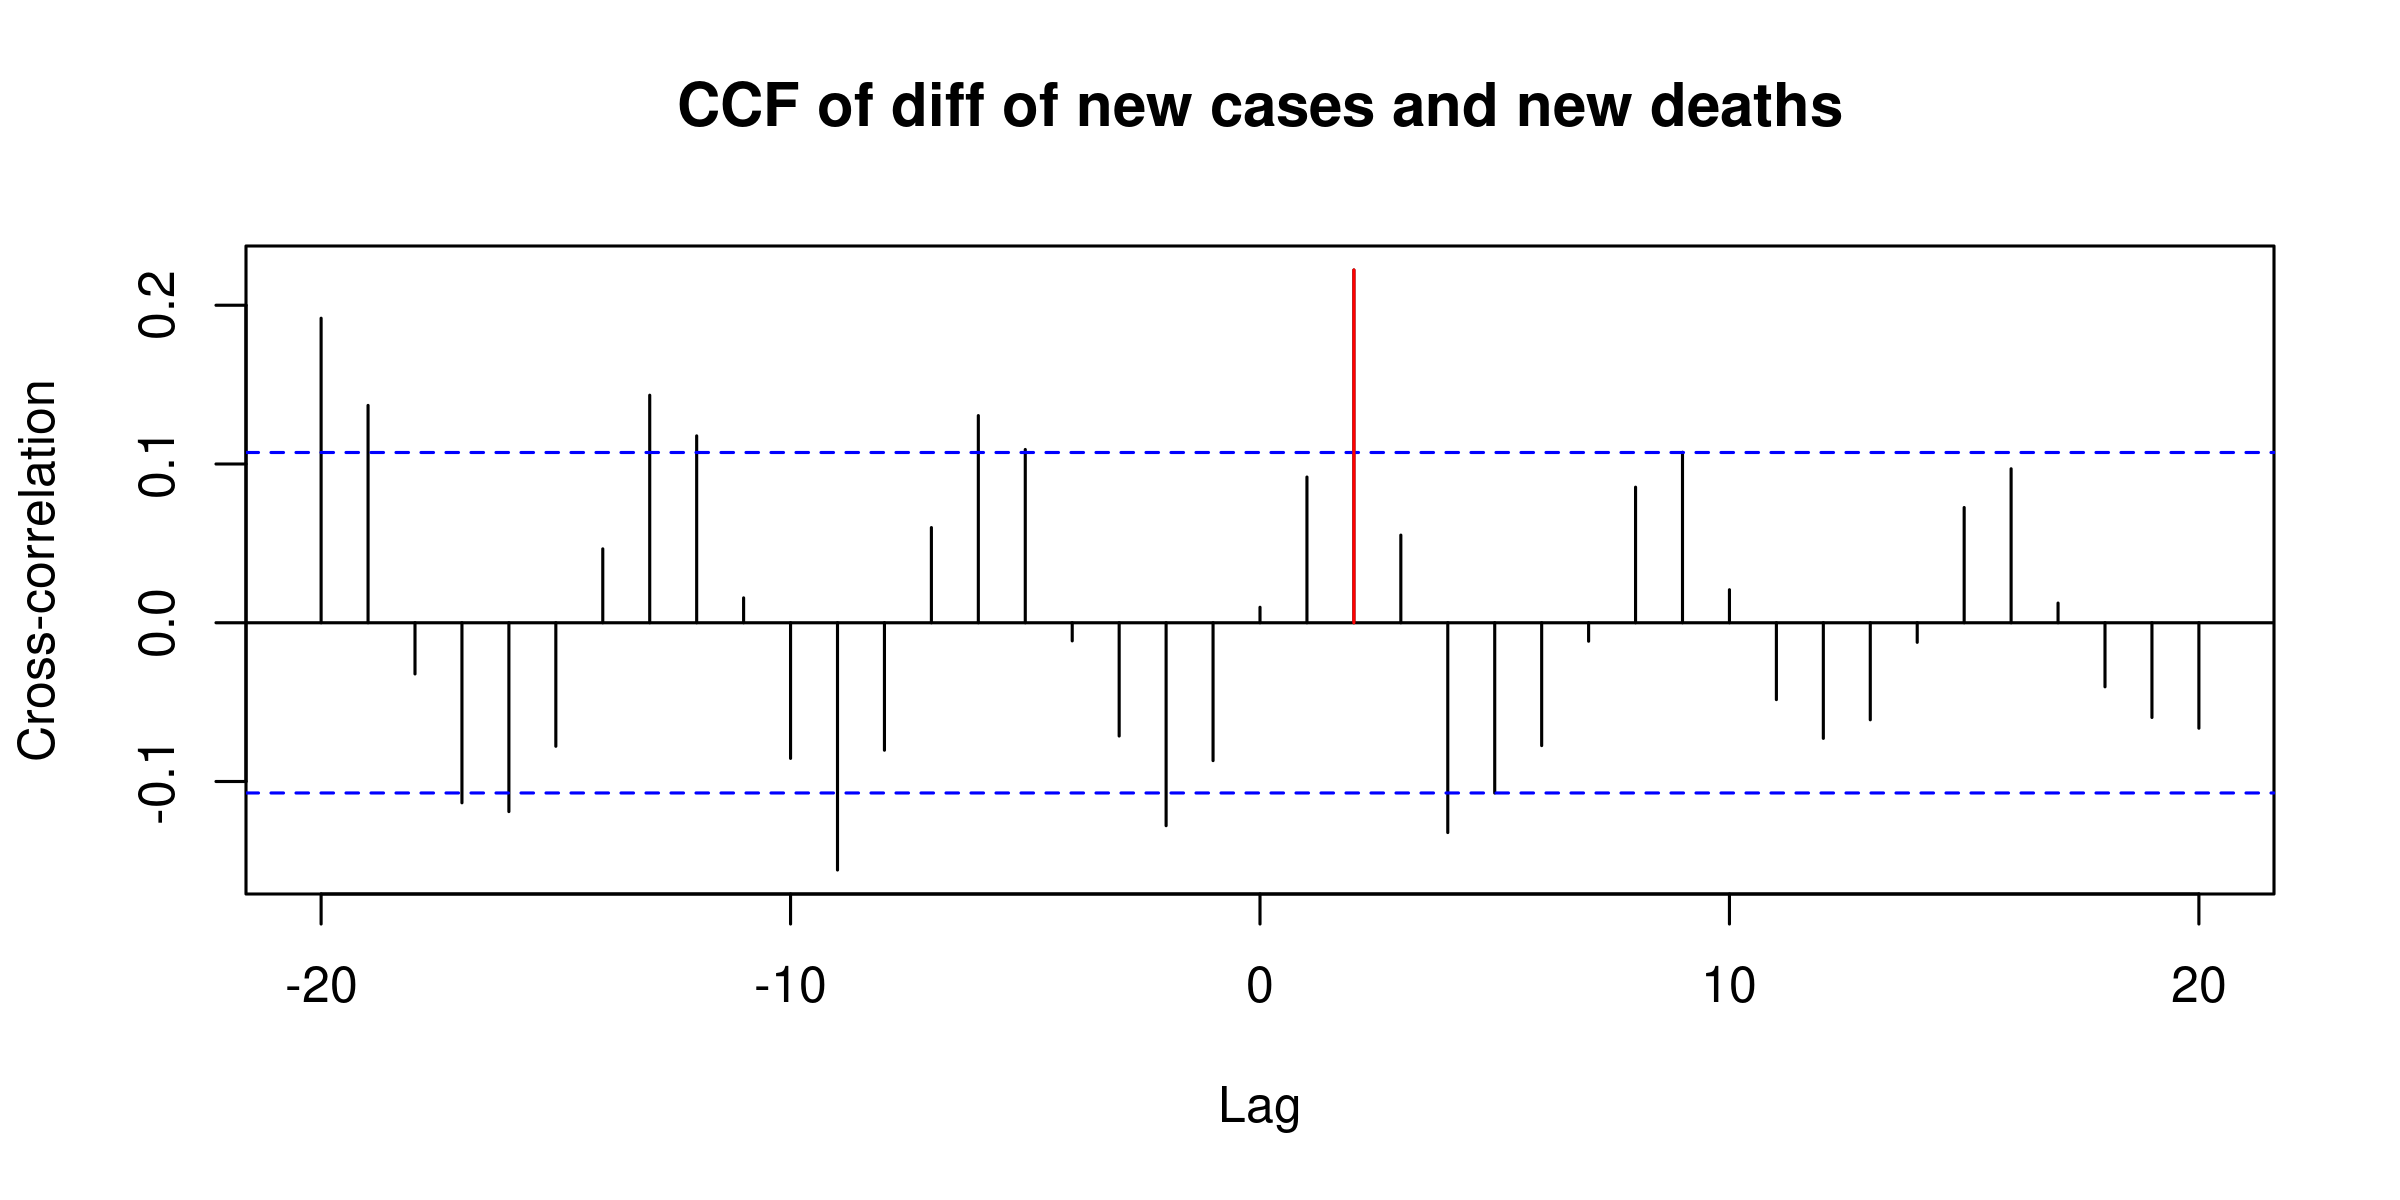 CCF of diff of new cases and new deaths
Cross-correlation
0.2
0.1
0.0
-0.1
-20 -10 0 10 20
Lag